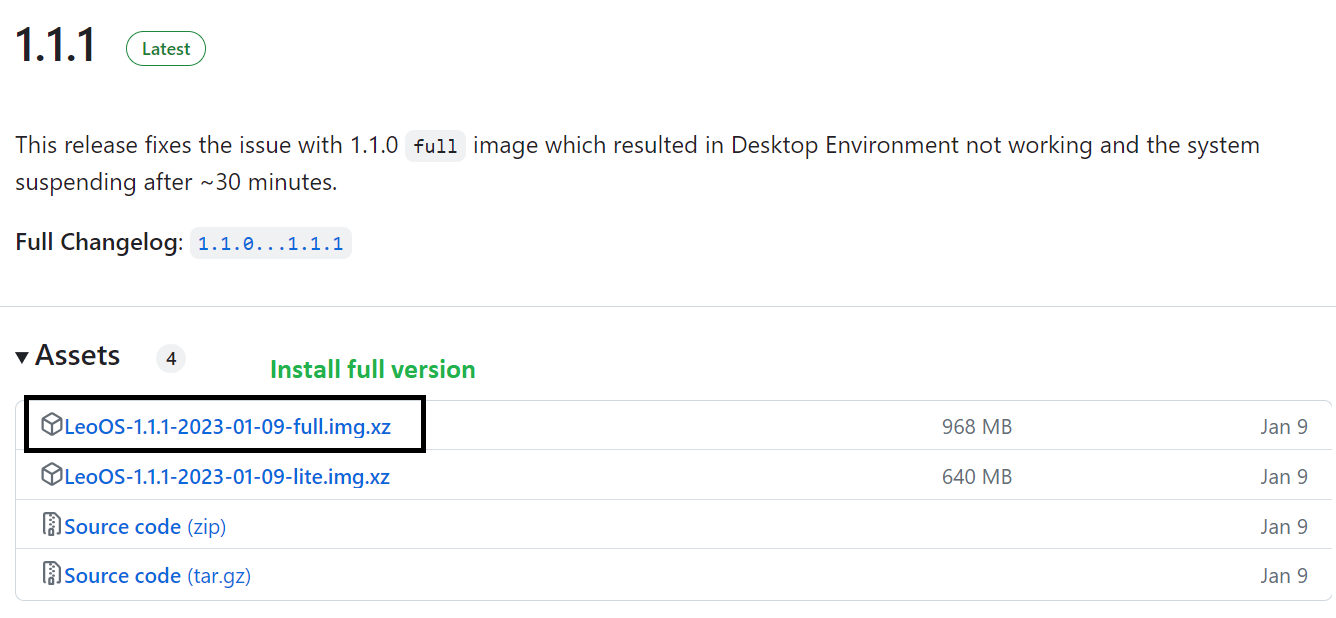 1.1.1 Latest
This release fixes the issue with 1.1.0 full image which resulted in Desktop Environment not working and the system
suspending after ~30 minutes.
Full Changelog: 1.1.0...1.1.1
Assets 4
Install full version
LeoOS-1.1.1-2023-01-09-full.img.xz 968 MB Jan 9
LeoOS-1.1.1-2023-01-09-lite.img.xz 640 MB Jan 9
Source code (zip) Jan 9
Source code (tar.gz) Jan 9